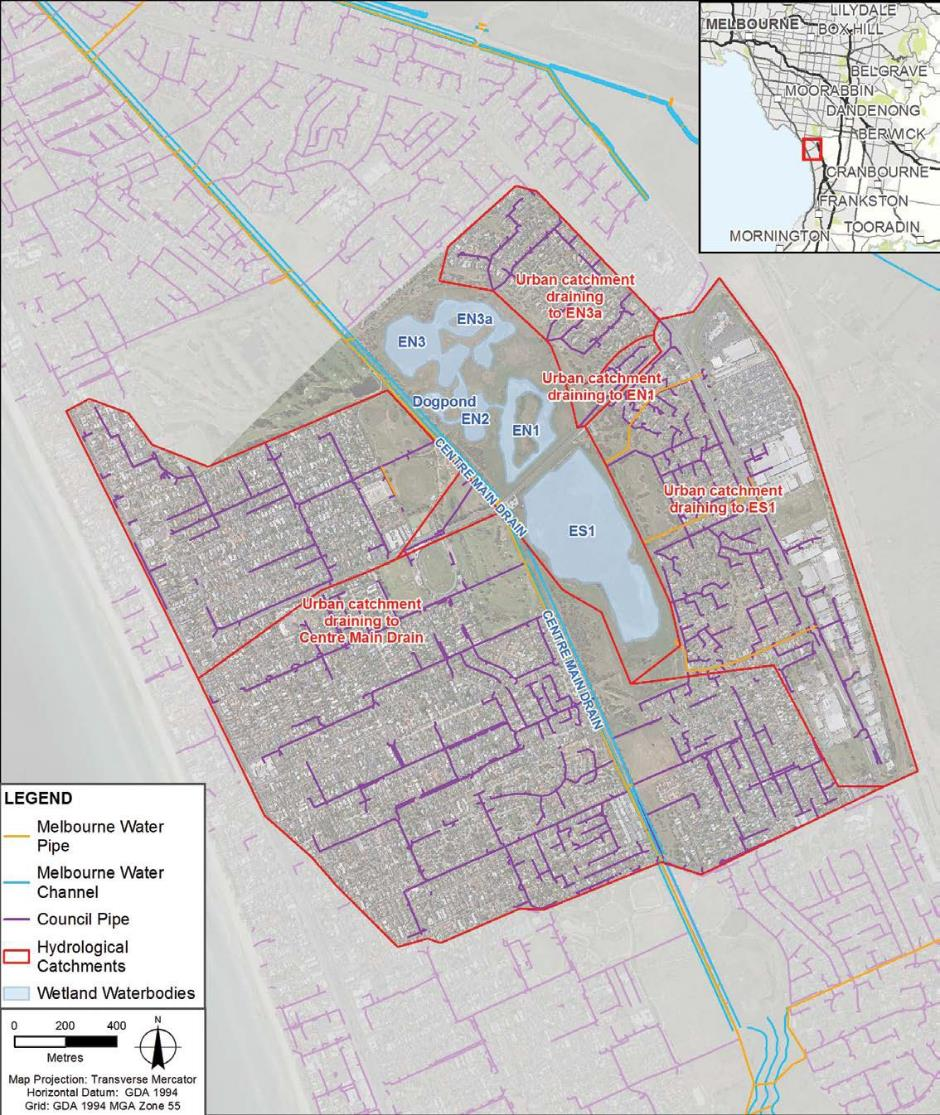 LILYDALE
MELBOURNE
BOX HILL
BELGRAVE
MOORABBIN
DANDENONG
BERWICK
CRANBOURNE
FRANKSTON
TOORADIN
MORNINGTON
Urban catchment
draining
to EN3a
EN3a
EN3
Urban catchment
draining to EN1
Dogpond
EN2
EN1
CENTRE MAIN DRAIN
Urban catchment
draining to ES1
ES1
Urban catchment
draining to
Centre Main Drain
CENTRE MAIN DRAIN
LEGEND
Melbourne Water
Pipe
Melbourne Water
Channel
Council Pipe
Hydrological
Catchments
Wetland Waterbodies
0 200 400
Metres
N
Map Projection: Transverse Mercator
Horizontal Datum: GDA 1994
Grid: GDA 1994 MGA Zone 55